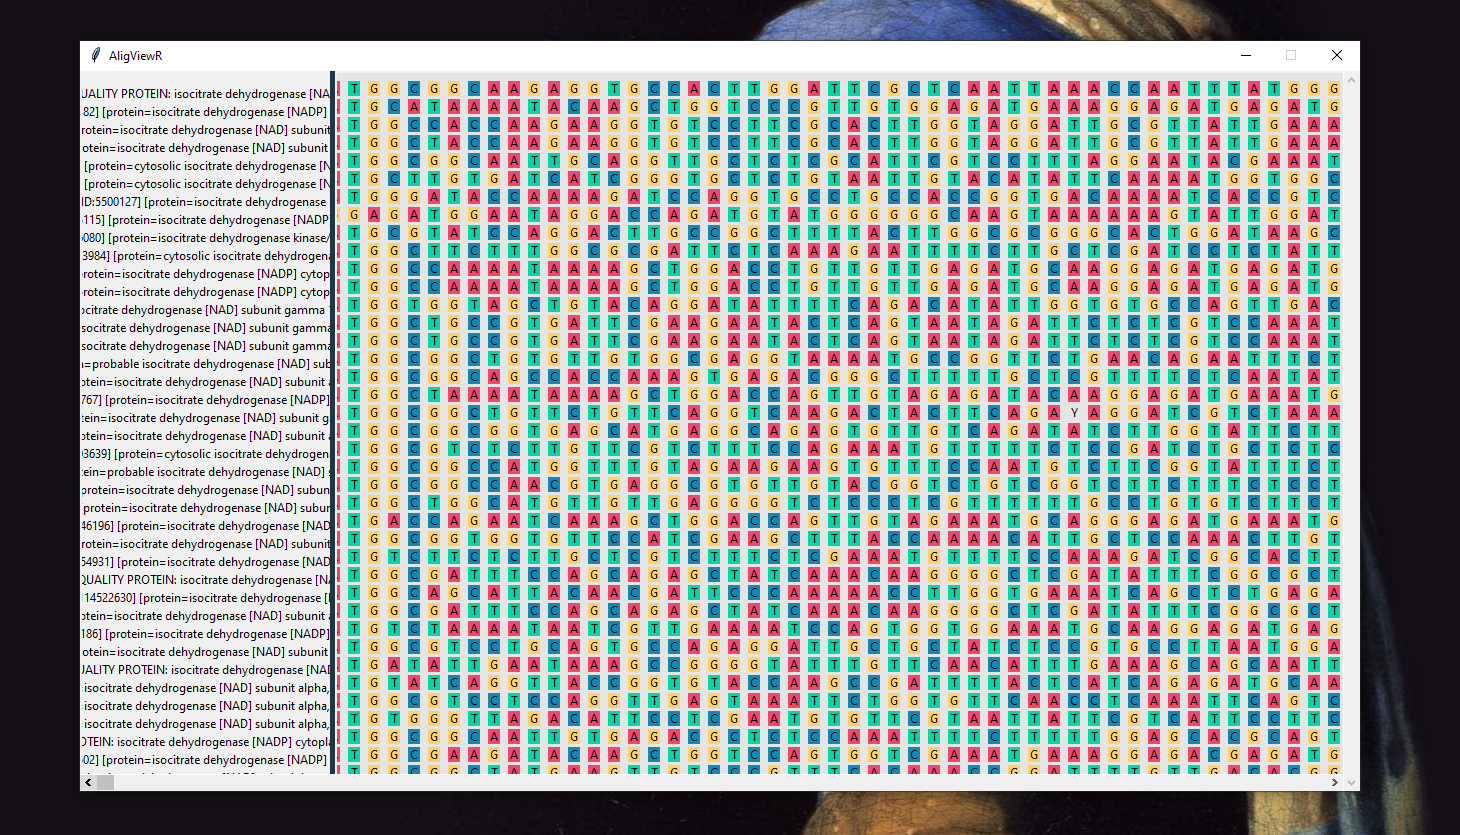 AligViewR
UALITY PROTEIN: isocitrate dehydrogenase [NA T G G C G G C A A G A G G T G C C A C T T G G A T T C G C T C A A T T A A A C C A A T T T A T G G G
82] [protein=isocitrate dehydrogenase [NADP] T G C A T A A A A T A C A A G C T G G T C C C G T T G T G G A G A T G A A A G G A G A T G A G A T G
rotein=isocitrate dehydrogenase [NAD] subunit T G G C C A C C A A G A A G G T G T C C T T C G C A C T T G G T A G G A T T G C G T T A T T G A A A
otein=isocitrate dehydrogenase [NAD] subunit T G G C T A C C A A G A A G G T G T C C T T C G C A C T T G G T A G G A T T G C G T T A T T G A A A
[protein=cytosolic isocitrate dehydrogenase [N T G G C G G C A A T T G C A G G T T G C T C T C G C A T T C G T C C T T T A G G A A T A C G A A A T
[protein=cytosolic isocitrate dehydrogenase [N T G C T T G T G A T C A T C G G G T G C T C T G T A A T T G T A C A T A T T C A A A A T G G T G G C
ID:5500127] [protein=isocitrate dehydrogenase T G G G A T A C C A A A A G A T C C A G G T G C C T G C C A C C G G T G A C A A A A T C A C C G T C
115] [protein=isocitrate dehydrogenase [NADP G A G A T G G A A T A G G A C C A G A T G T A T G G G G G G C A A G T A A A A A A G T A T T G G A T
080] [protein=isocitrate dehydrogenase kinase/ T G C G T A T C C A G G A C T T G C C G G C T T T T A C T T G G C G C G G G C A C T G G A T A A G C
3984] [protein=cytosolic isocitrate dehydrogena T G G C T T C T T T G G C G C G A T T C T C A A A G A A T T T T C T T G C T C G A T C C T C T A T T
rotein=isocitrate dehydrogenase [NADP] cytop T G G C C A A A A T A A A A G C T G G A C C T G T T G T T G A G A T G C A A G G A G A T G A G A T G
rotein=isocitrate dehydrogenase [NADP] cytop T G G C C A A A A T A A A A G C T G G A C C T G T T G T T G A G A T G C A A G G A G A T G A G A T G
ocitrate dehydrogenase [NAD] subunit gamma T G G T G G T A G C T G T A C A G G A T A T T T T C A G A C A T A T T G G T G T G C C A G T T G A C
socitrate dehydrogenase [NAD] subunit gamma T G G C T G C C G T G A T T C G A A G A A T A C T C A G T A A T A G A T T C T C T C G T C C A A A T
isocitrate dehydrogenase [NAD] subunit gamma T G G C T G C C G T G A T T C G A A G A A T A C T C A G T A A T A G A T T C T C T C G T C C A A A T
=probable isocitrate dehydrogenase [NAD] sub T G G C G G C T G T T G T G G C G A G G T A A A A T G C C G G T T C T G A A C A G A A T T T C T
otein=isocitrate dehydrogenase [NAD] subunit a T G G C G G C A G C C A C C A A A G T G A G A C G G G C T T T T T G C T C G T T T T C T C A A T A T
767] [protein=isocitrate dehydrogenase [NADP] T G G C T A A A A T A A A A G C T G G A C C A G T T G T A G A G A T A C A A G G A G A T G A A A T G
tein=isocitrate dehydrogenase [NAD] subunit g T G G C G G C T G T T C T G T T C A G G T C A A G A C T A C T T C A G A Y A G G A T C G T C T A A A
otein=isocitrate dehydrogenase [NAD] subunit a T G G C G G C G G T G A G C A T G A G G C A G A G T G T T G T C A G A T A T C T T G G T A T T C T T
03639] [protein=cytosolic isocitrate dehydrogen T G G C G T C T C T T G T T C G T C T T T C C A G A A A T G T T T T T C T C C G A T C T G C T C T C
tein=probable isocitrate dehydrogenase [NAD] s T G G C G G C C A T G G T T T G T A G A A G A A G T G T T T C C A A T G T C T T C G G T A T T T C T
protein=isocitrate dehydrogenase [NAD] subun T G G C G G C C A A C G T G A G G C G T G T T G T A C G G T C T G T C G G T C T T C T T T C T C C T
protein=isocitrate dehydrogenase [NAD] subun T G G C T G G C A T G T T G T T G A G G G G T C T C C C T C G T T T T T T G C C T G T G T C T T C T
46196] [protein=isocitrate dehydrogenase [NAD T G A C C A G A A T C A A A G C T G G A C C A G T T G T A G A A A T G C A G G G A G A T G A A A T G
rotein=isocitrate dehydrogenase [NAD] subunit T G G C G G T G G T G T T C C A T C G A A G C T T T A C C A A A A C A T T G C T C C A A A C T T G T
64931] [protein=isocitrate dehydrogenase [NAD T G T C T T C T C T T G C T C G T C T T T C T C G A A A T G T T T T C C A A A G A T C G G C A C T T
QUALITY PROTEIN: isocitrate dehydrogenase [NA T G G C G A T T T C C A G C A G A G C T A T C A A A C A A G G G G C T C G A T A T T T C G G C G C T
14522630] [protein=isocitrate dehydrogenase [ T G G C A G C A T T A C A A C G A T T C C C A A A A A C C T T G G T G A A A T C A G C T C T G A G A
otein=isocitrate dehydrogenase [NAD] subunit a T G G C G A T T T C C A G C A G A G C T A T C A A A C A A G G G G C T C G A T A T T T C G G C G C T
186] [protein=isocitrate dehydrogenase [NADP] T G T C T A A A A T A A T C G T T G A A A A T C C A G T G G T G G A A A T G C A A G G A G A T G A G
otein=isocitrate dehydrogenase [NAD] subunit T G G C G T C C T G C A G T G C C A G A G G A T T G C T G C T A T C T C C G T G C C T T A A T G G A
UALITY PROTEIN: isocitrate dehydrogenase [NAD T G A T A T T G A A T A A A G C C G G G G T A T T T G T T C A A C A T T T G A A A G C A G C A A T T
isocitrate dehydrogenase [NAD] subunit alpha, T G T A T C A G G T T A C C G G T G T A C C A A G C C G A T T T T A C T C A T C A G A G A T G C A A
isocitrate dehydrogenase [NAD] subunit alpha, T G G C G T C C T C C A G G T T G A G T A A A T T C T G G T G T T C A A C C T C A A A T T C A G T C
isocitrate dehydrogenase [NAD] subunit alpha, T G T G G G T T A G A C A T T C C T C G A A T G T G T T C G T A A T T A T T C G T C A T T C C T T C
OTEIN: isocitrate dehydrogenase [NADP] cytopla T G G C G G C A A T T G T G A G A C G C T C T C C A A A T T T T C T T T T T G G A G C A C G C A G T
602] [protein=isocitrate dehydrogenase [NADP] T G G C G A A G A T A C A A G C T G G T C C A G T G G T C G A A A T G A A A G G A G A C G A G A T G